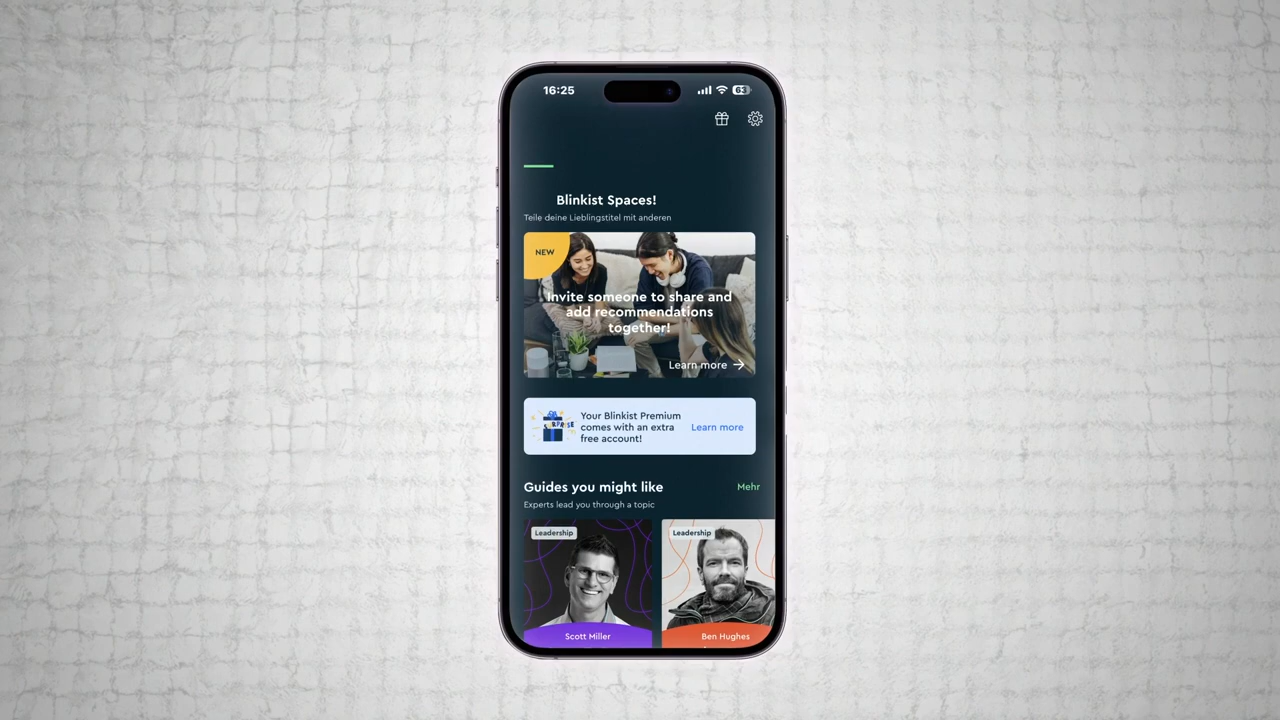 16:25
63
Blinkist Spaces!
Teile deine Lieblingstitel mit anderen
NEW
Invite someone to share and
add recommendations
together!
Learn more
SURPRISE
Your Blinkist Premium
comes with an extra
free account!
Learn more
Guides you might like
Mehr
Experts lead you through a topic
Leadership
Leadership
Scott Miller
Ben Hughes